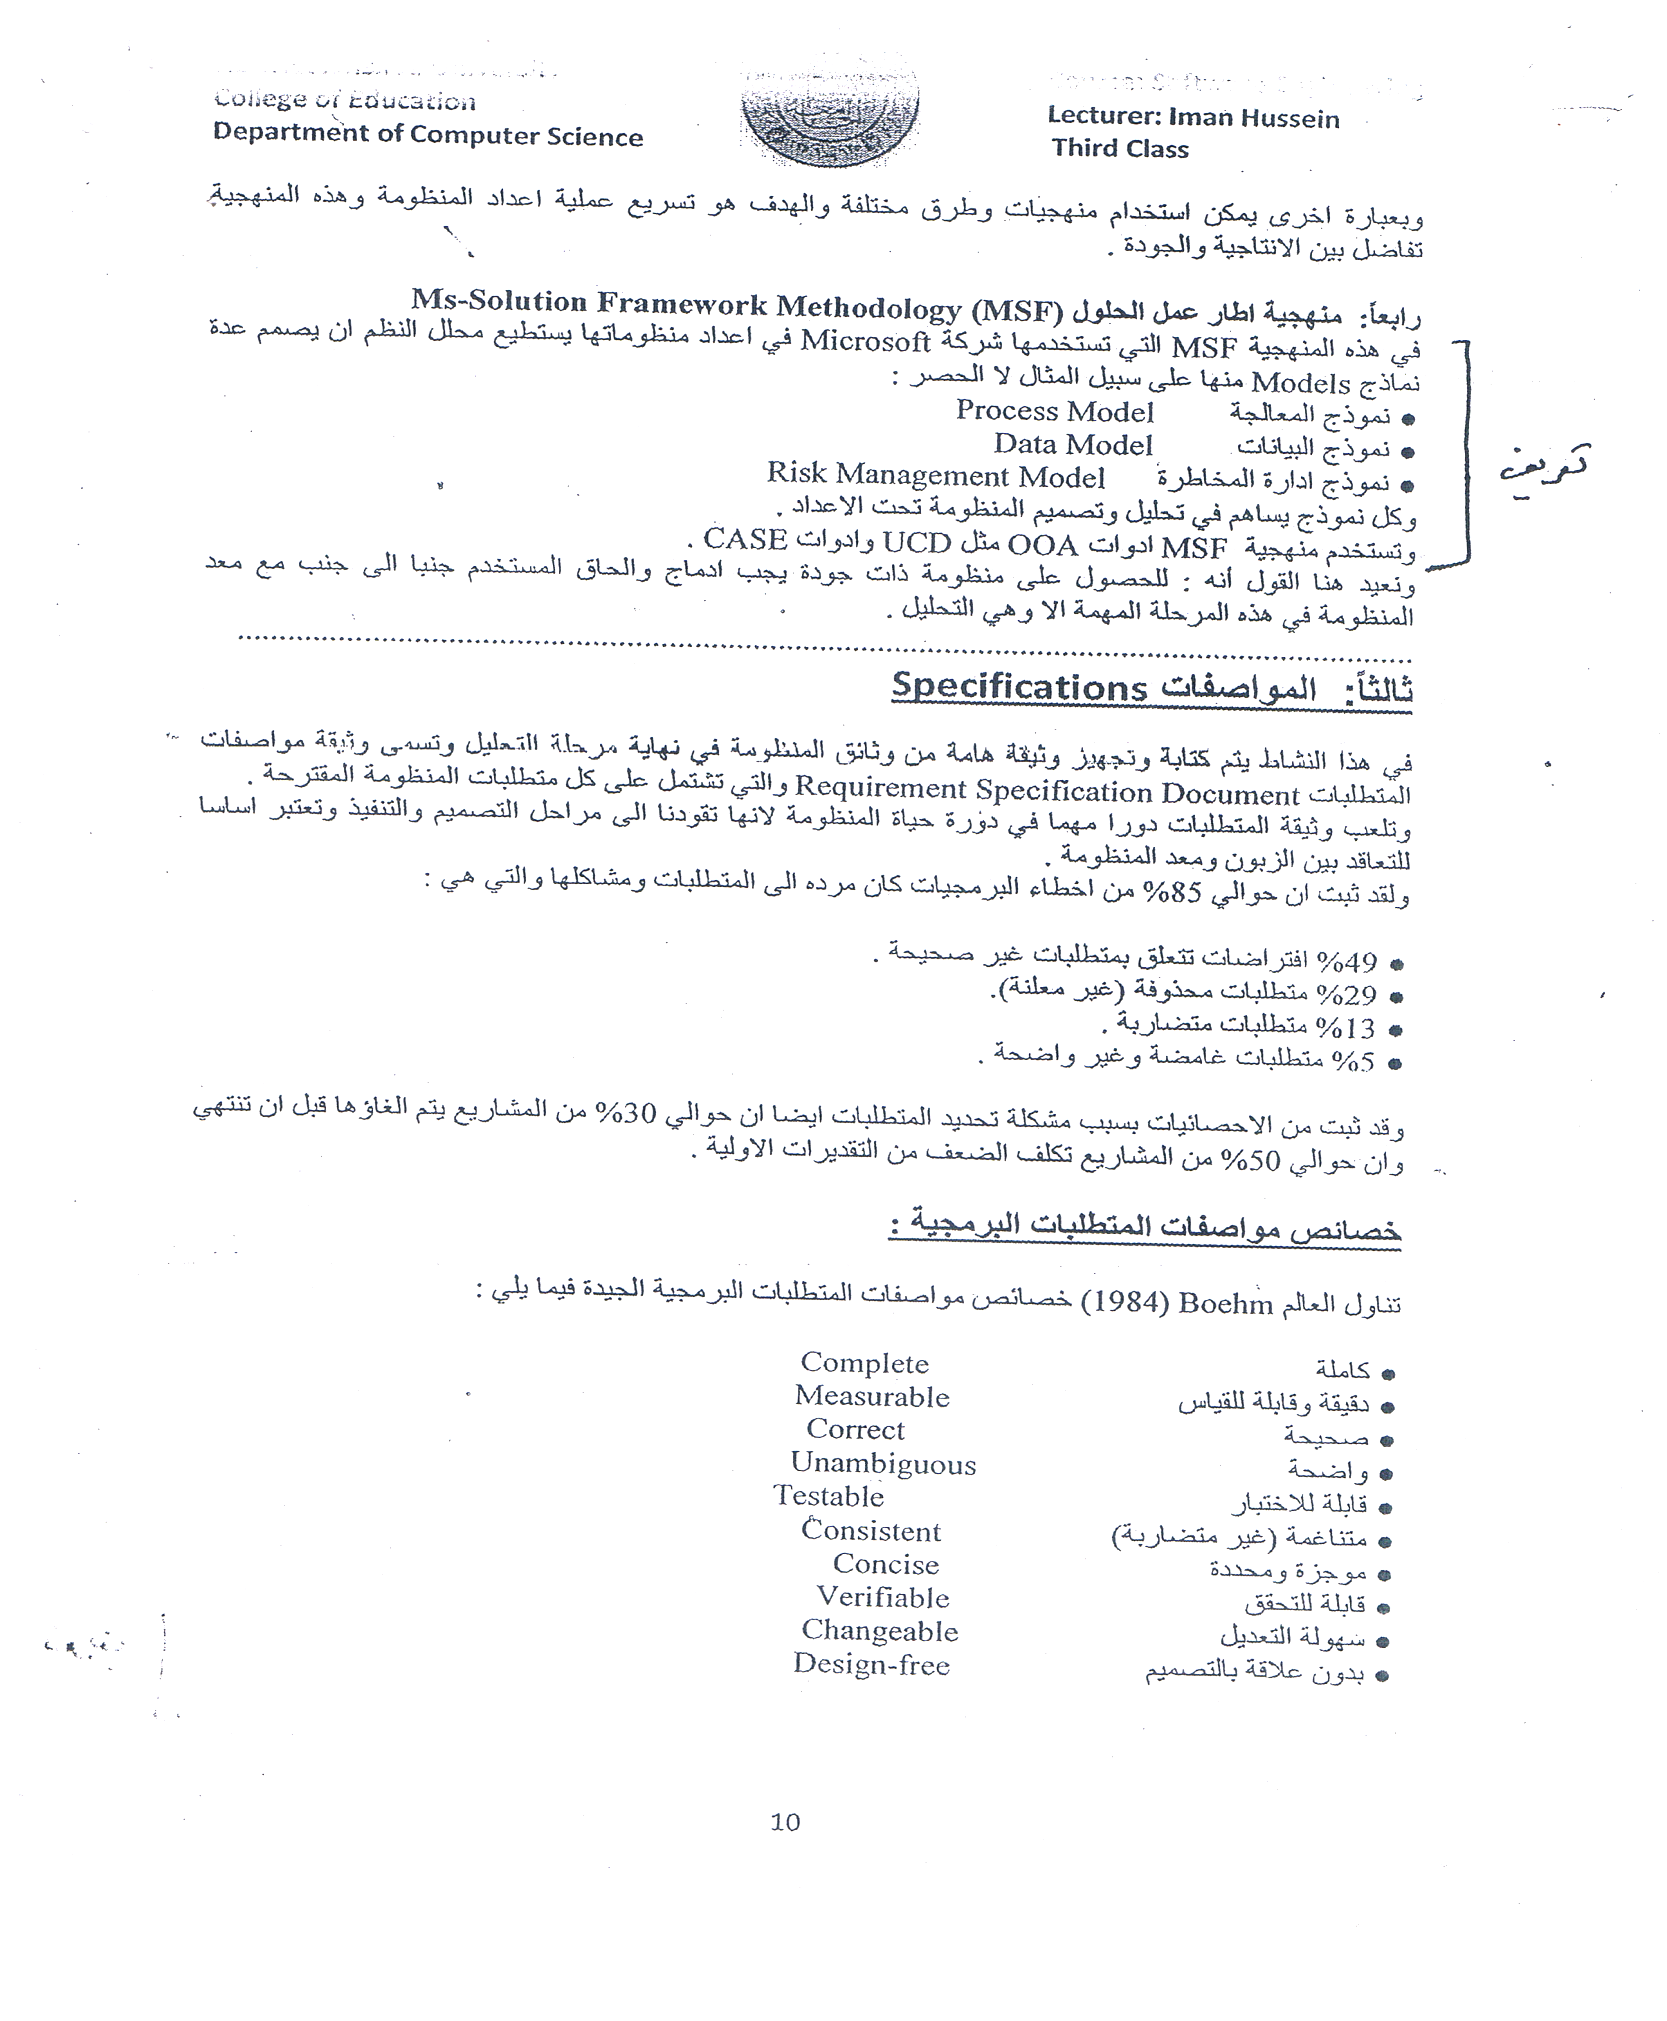 College of Education
Department of Computer Science
Lecturer: Iman Hussein
Third Class
وبعبارة اخرى يمكن استخدام منهجيات وطرق مختلفة والهدف هو تسريع عملية اعداد المنظومة وهذه المنهجية
تفاضل بين الانتاجية والجودة .
رابعاً: منهجية اطار عمل الحلول Ms-Solution Framework Methodology (MSF)
في هذه المنهجية MSF التي تستخدمها شركة Microsoft في اعداد منظوماتها يستطيع محلل النظم ان يصمم عدة
نماذج Models منها على سبيل المثال لا الحصر :
• نموذج المعالجة Process Model
• نموذج البيانات Data Model
• نموذج ادارة المخاطرة Risk Management Model
وكل نموذج يساهم في تحليل وتصميم المنظومة تحت الاعداد .
وتستخدم منهجية MSF ادوات OOA مثل UCD وادوات CASE .
تعريف
ونعيد هنا القول أنه : للحصول على منظومة ذات جودة يجب ادماج والحاق المستخدم جنبا الى جنب مع معد
المنظومة في هذه المرحلة المهمة الا وهي التحليل .
ثالثاً: المواصفات Specifications
في هذا النشاط يتم كتابة وتجهيز وثيقة هامة من وثائق المنظومة في نهاية مرحلة التحليل وتسمى وثيقة مواصفات
المتطلبات Requirement Specification Document والتي تشتمل على كل متطلبات المنظومة المقترحة .
وتلعب وثيقة المتطلبات دورا مهما في دورة حياة المنظومة لانها تقودنا الى مراحل التصميم والتنفيذ وتعتبر اساسا
للتعاقد بين الزبون ومعد المنظومة .
ولقد ثبت ان حوالي 85% من اخطاء البرمجيات كان مرده الى المتطلبات ومشاكلها والتي هي :
• 49% افتراضات تتعلق بمتطلبات غير صحيحة .
• 29% متطلبات محذوفة (غير معلنة).
• 13% متطلبات متضاربة .
• 5% متطلبات غامضة وغير واضحة .
وقد ثبت من الاحصائيات بسبب مشكلة تحديد المتطلبات ايضا ان حوالي 30% من المشاريع يتم الغاؤها قبل ان تنتهي
وان حوالي 50% من المشاريع تكلف الضعف من التقديرات الاولية .
خصائص مواصفات المتطلبات البرمجية :
تناول العالم Boehm (1984) خصائص مواصفات المتطلبات البرمجية الجيدة فيما يلي :
• كاملة Complete
• دقيقة وقابلة للقياس Measurable
• صحيحة Correct
• واضحة Unambiguous
• قابلة للاختبار Testable
• متناغمة (غير متضاربة) Consistent
• موجزة ومحددة Concise
• قابلة للتحقق Verifiable
• سهولة التعديل Changeable
• بدون علاقة بالتصميم Design-free
10